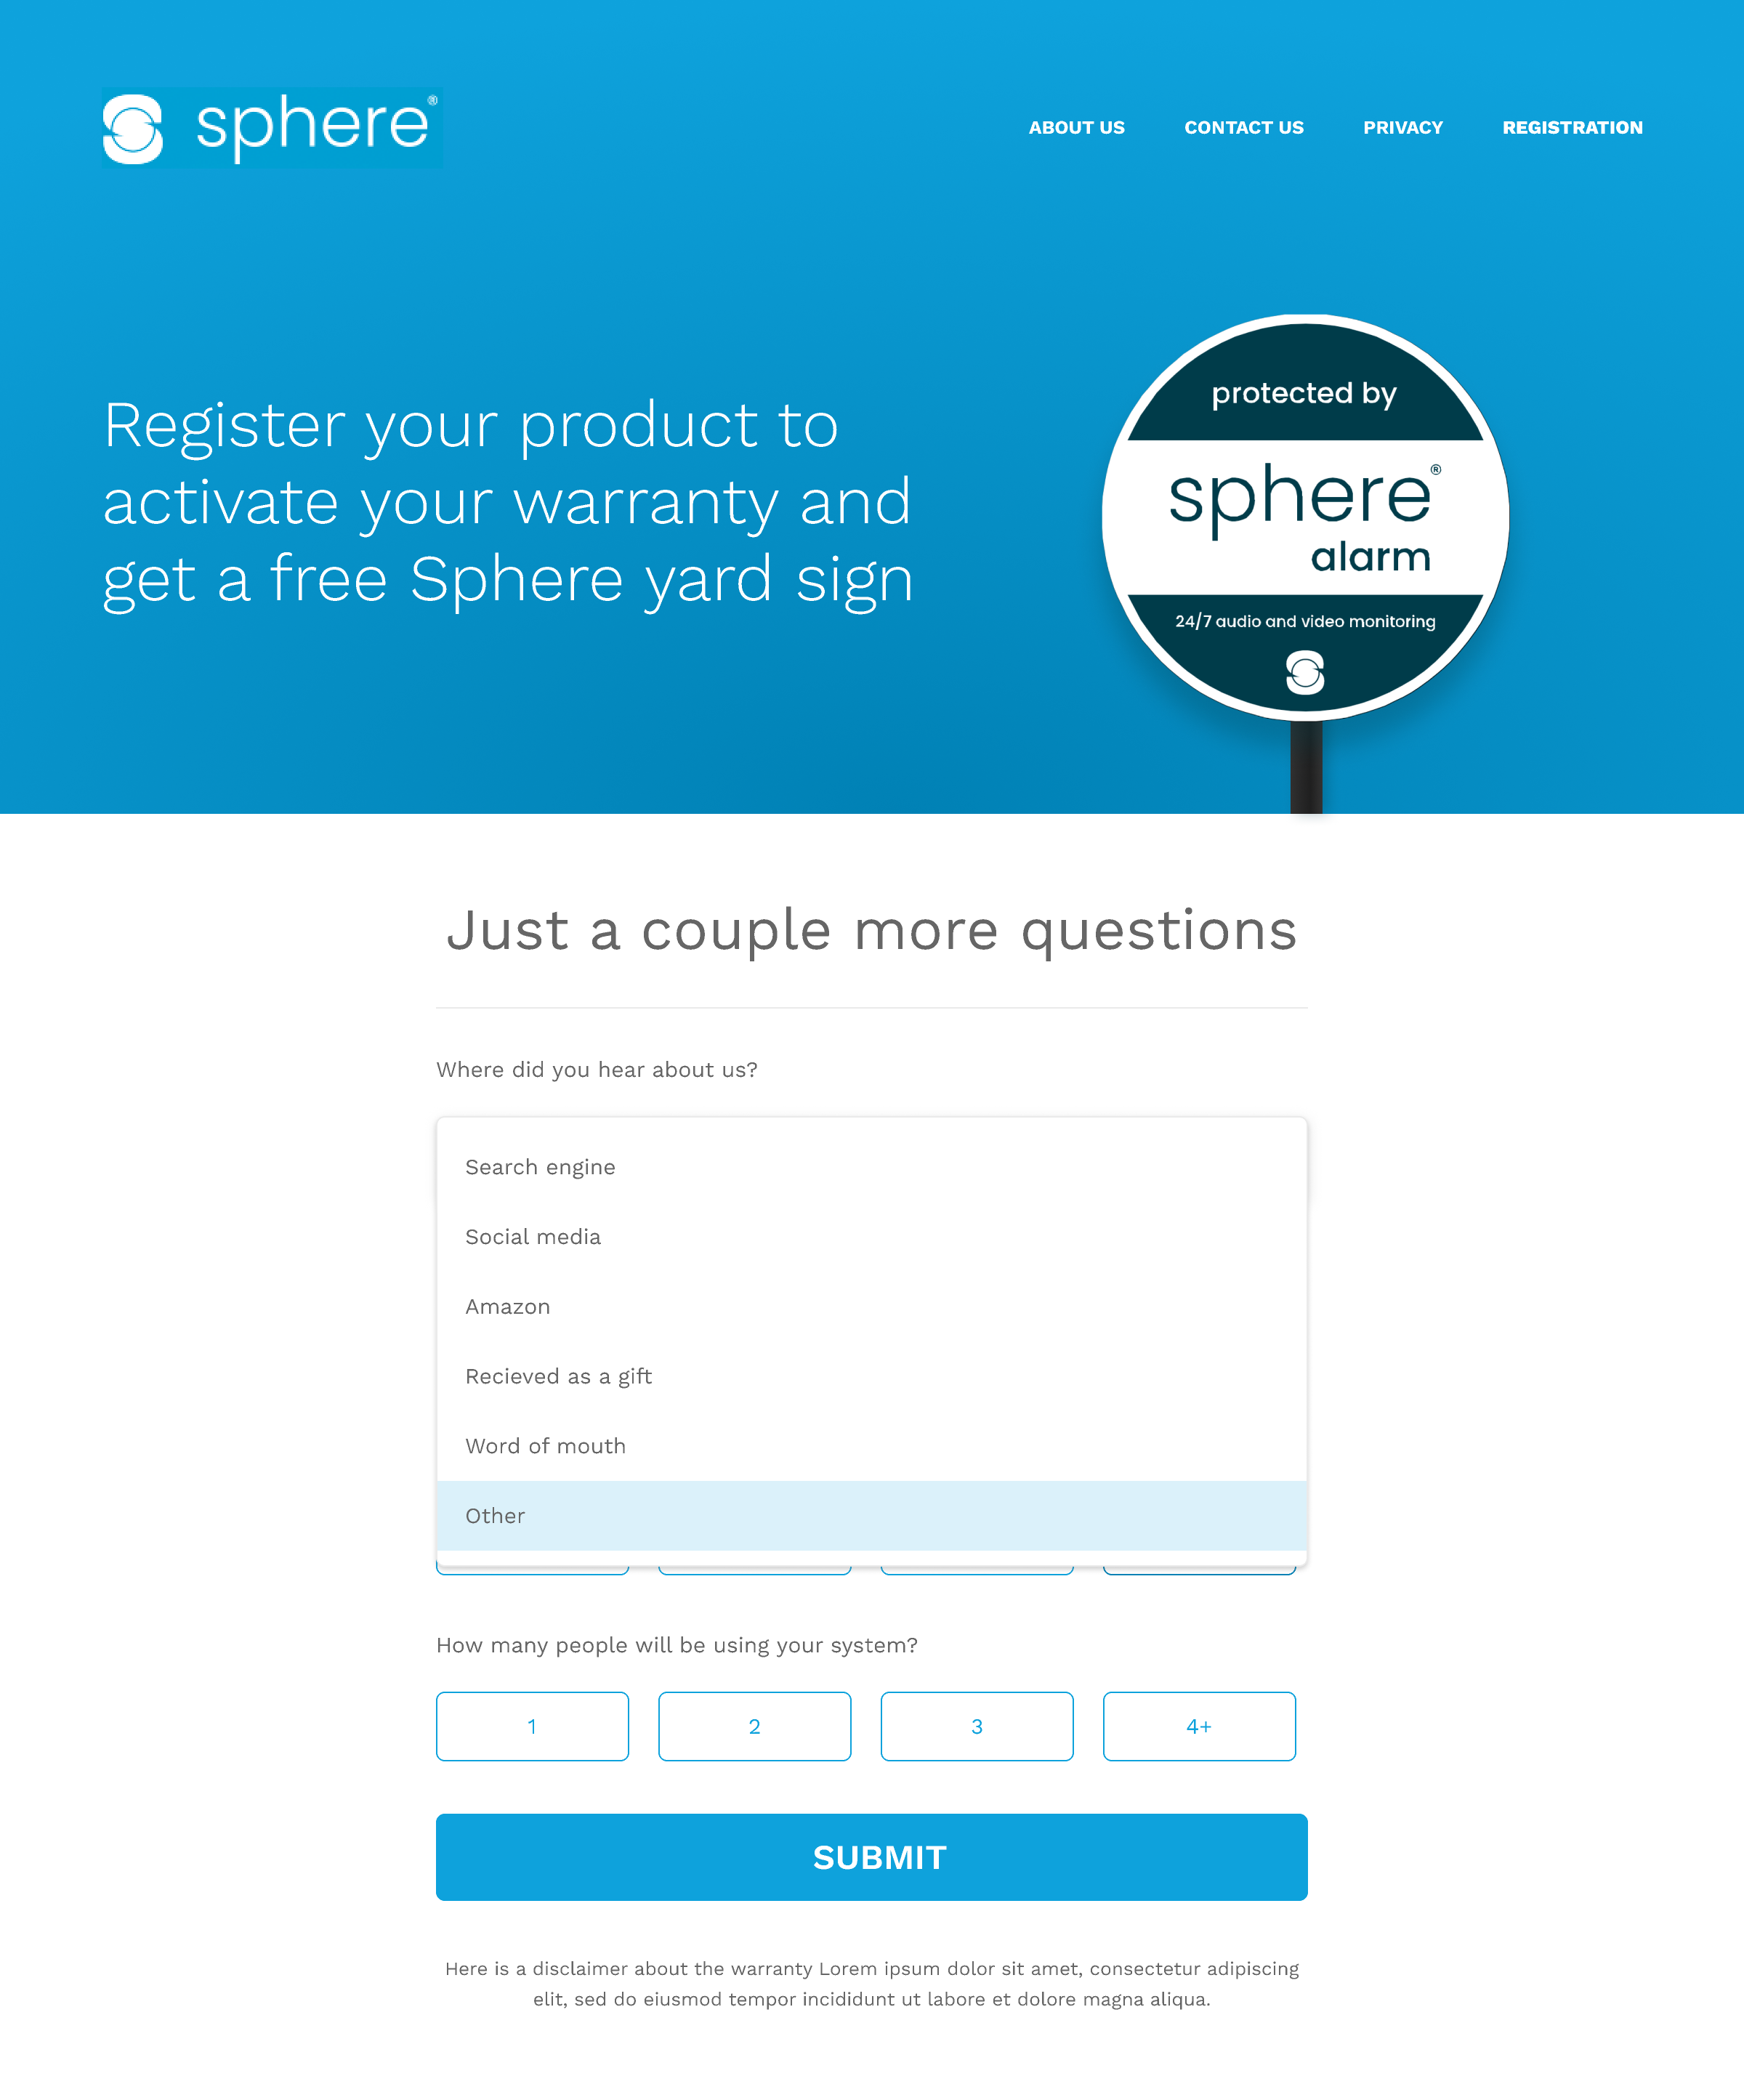 sphere®
ABOUT US
CONTACT US
PRIVACY
REGISTRATION
Register your product to
activate your warranty and
get a free Sphere yard sign
protected by
sphere®
alarm
24/7 audio and video monitoring
Just a couple more questions
Where did you hear about us?
Search engine
Social media
Amazon
Recieved as a gift
Word of mouth
Other
How many people will be using your system?
1
2
3
4+
SUBMIT
Here is a disclaimer about the warranty Lorem ipsum dolor sit amet, consectetur adipiscing
elit, sed do eiusmod tempor incididunt ut labore et dolore magna aliqua.